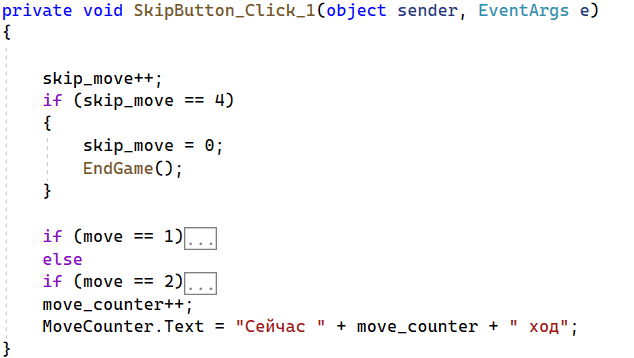 private void SkipButton_Click_1(object sender, EventArgs e)
{
skip_move++;
if (skip_move == 4)
{
skip_move = 0;
EndGame();
}
if (move == 1)...
else
if (move == 2)...
move_counter++;
MoveCounter.Text = "Сейчас " + move_counter + " ход";
}